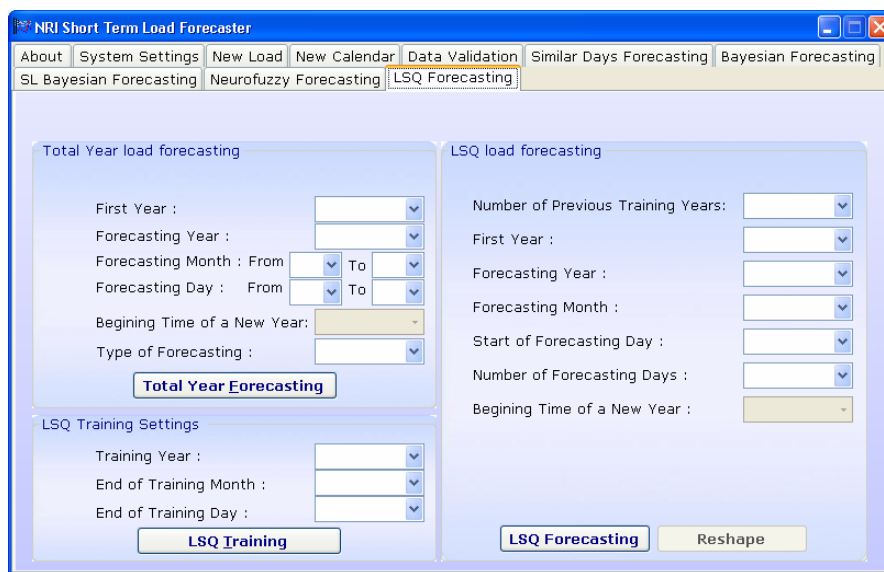 NRI Short Term Load Forecaster
About System Settings New Load New Calendar Data Validation Similar Days Forecasting Bayesian Forecasting
SL Bayesian Forecasting Neurofuzzy Forecasting LSQ Forecasting
Total Year load forecasting
First Year :
Forecasting Year :
Forecasting Month : From To
Forecasting Day : From To
Begining Time of a New Year:
Type of Forecasting :
Total Year Forecasting
LSQ Training Settings
Training Year :
End of Training Month :
End of Training Day :
LSQ Training
LSQ load forecasting
Number of Previous Training Years:
First Year :
Forecasting Year :
Forecasting Month :
Start of Forecasting Day :
Number of Forecasting Days :
Begining Time of a New Year :
LSQ Forecasting Reshape